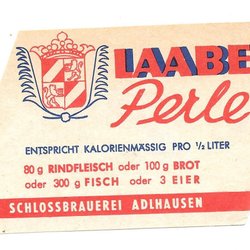 LAABE
Perle
ENTSPRICHT KALORIENMÄSSIG PRO ½ LITER
80 g RINDFLEISCH oder 100 g BROT
oder 300 g FISCH oder 3 EIER
SCHLOSSBRAUEREI ADLHAUSEN